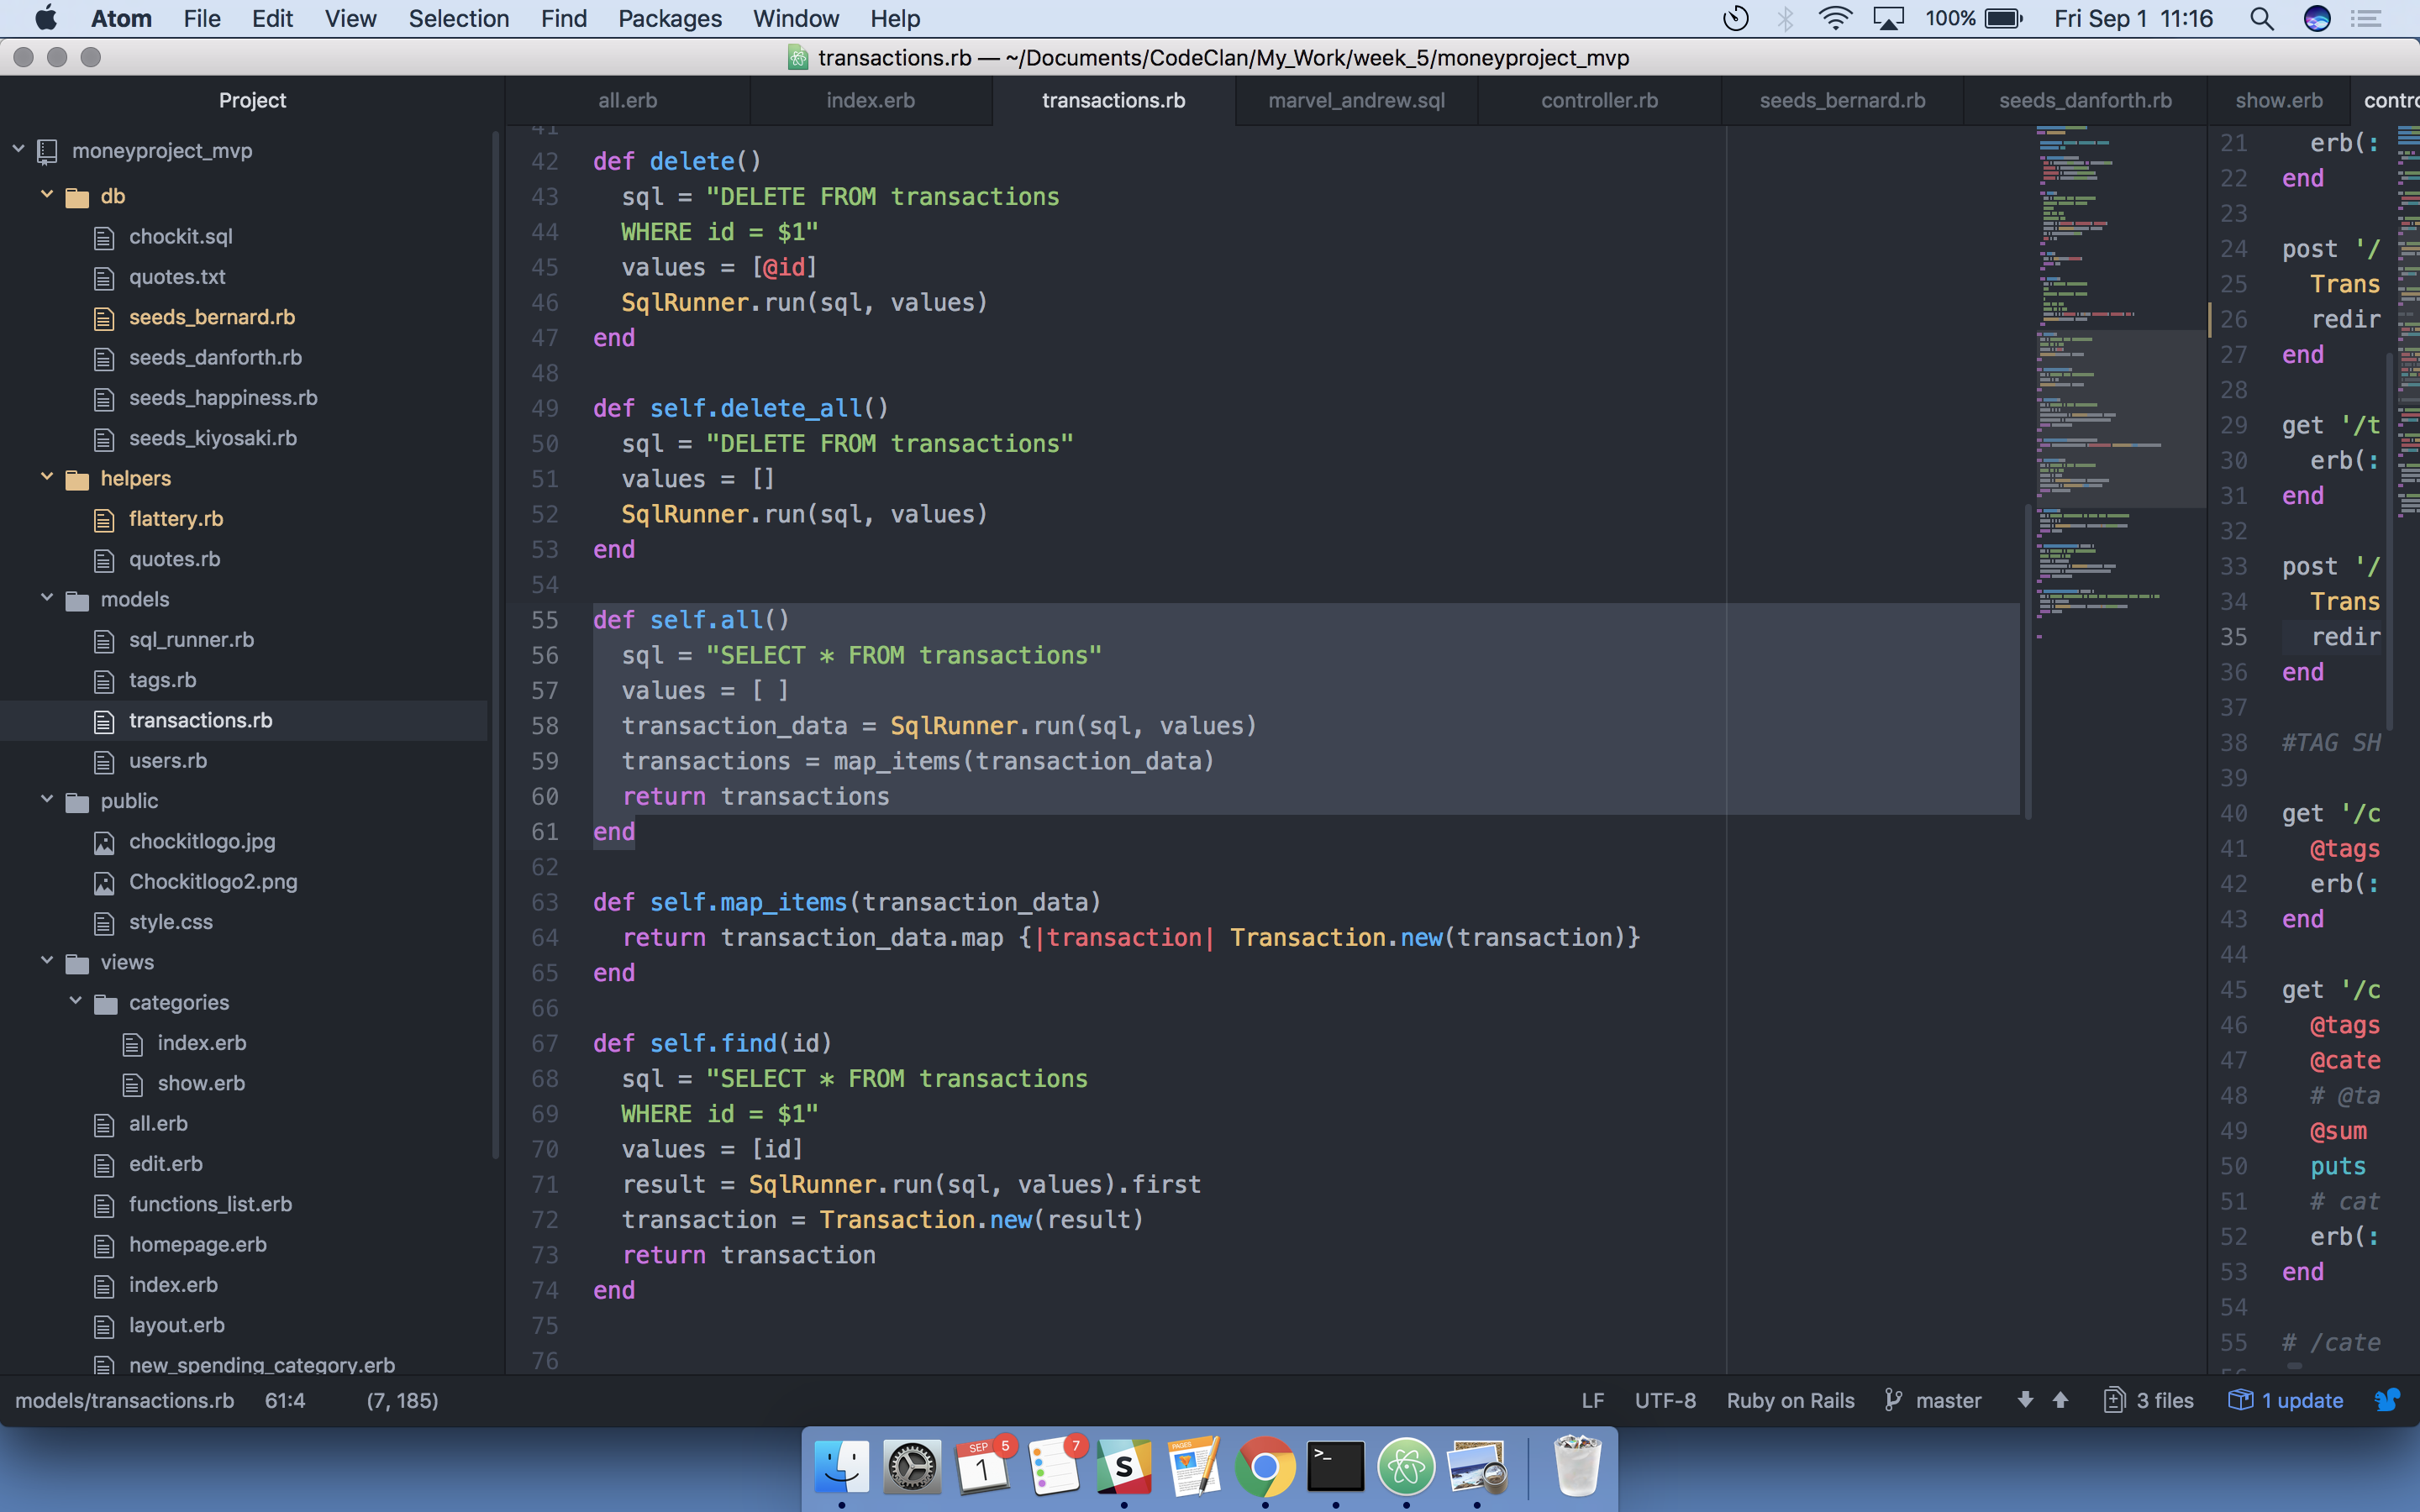 Atom File Edit View Selection Find Packages Window Help 100% Fri Sep 1 11:16
transactions.rb — ~/Documents/CodeClan/My_Work/week_5/moneyproject_mvp
Project
moneyproject_mvp
db
chockit.sql
quotes.txt
seeds_bernard.rb
seeds_danforth.rb
seeds_happiness.rb
seeds_kiyosaki.rb
helpers
flattery.rb
quotes.rb
models
sql_runner.rb
tags.rb
transactions.rb
users.rb
public
chockitlogo.jpg
Chockitlogo2.png
style.css
views
categories
index.erb
show.erb
all.erb
edit.erb
functions_list.erb
homepage.erb
index.erb
layout.erb
new_spending_category.erb
all.erb index.erb transactions.rb marvel_andrew.sql controller.rb seeds_bernard.rb seeds_danforth.rb show.erb contro
41
42 def delete()
43 sql = "DELETE FROM transactions
44 WHERE id = $1"
45 values = [@id]
46 SqlRunner.run(sql, values)
47 end
48
49 def self.delete_all()
50 sql = "DELETE FROM transactions"
51 values = []
52 SqlRunner.run(sql, values)
53 end
54
55 def self.all()
56 sql = "SELECT * FROM transactions"
57 values = [ ]
58 transaction_data = SqlRunner.run(sql, values)
59 transactions = map_items(transaction_data)
60 return transactions
61 end
62
63 def self.map_items(transaction_data)
64 return transaction_data.map {|transaction| Transaction.new(transaction)}
65 end
66
67 def self.find(id)
68 sql = "SELECT * FROM transactions
69 WHERE id = $1"
70 values = [id]
71 result = SqlRunner.run(sql, values).first
72 transaction = Transaction.new(result)
73 return transaction
74 end
75
76
21 erb(:
22 end
23
24 post '/
25 Trans
26 redir
27 end
28
29 get '/t
30 erb(:
31 end
32
33 post '/
34 Trans
35 redir
36 end
37
38 #TAG SH
39
40 get '/c
41 @tags
42 erb(:
43 end
44
45 get '/c
46 @tags
47 @cate
48 # @ta
49 @sum
50 puts
51 # cat
52 erb(:
53 end
54
55 # /cate
models/transactions.rb 61:4 (7, 185) LF UTF-8 Ruby on Rails master 3 files 1 update
SEP 1 5 7 S PAGES >_